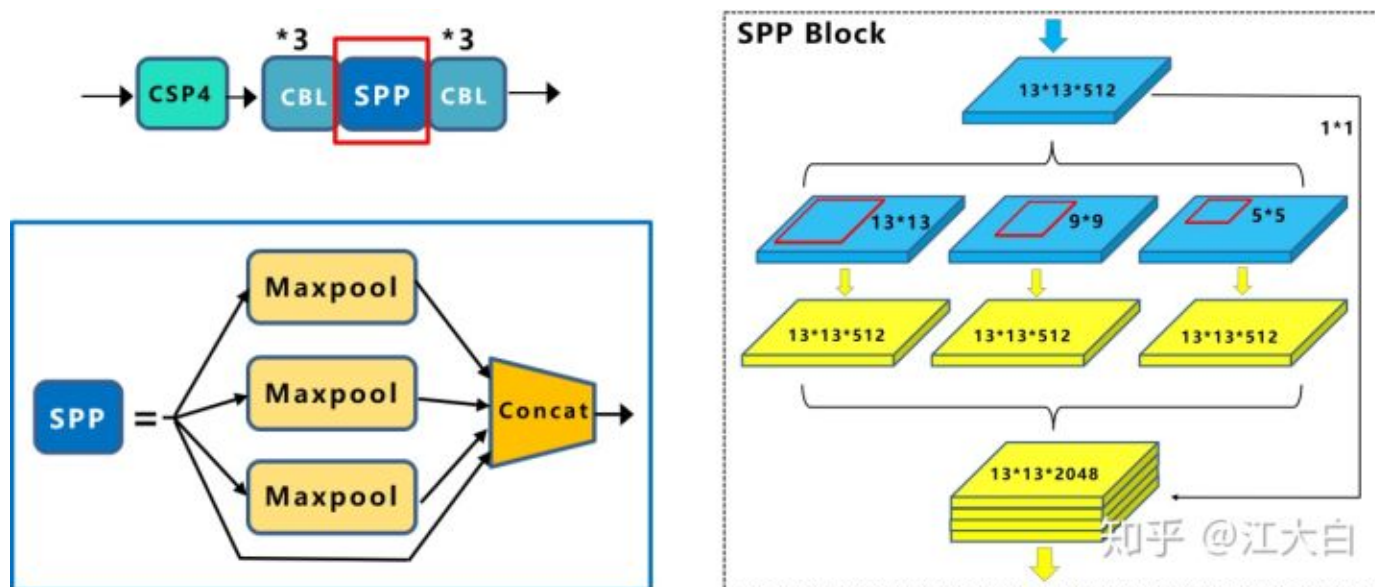 *3
*3
CSP4
CBL
SPP
CBL
Maxpool
Maxpool
Maxpool
SPP
=
Concat
SPP Block
13*13*512
1*1
13*13
9*9
5*5
13*13*512
13*13*512
13*13*512
13*13*2048
知乎 @江大白